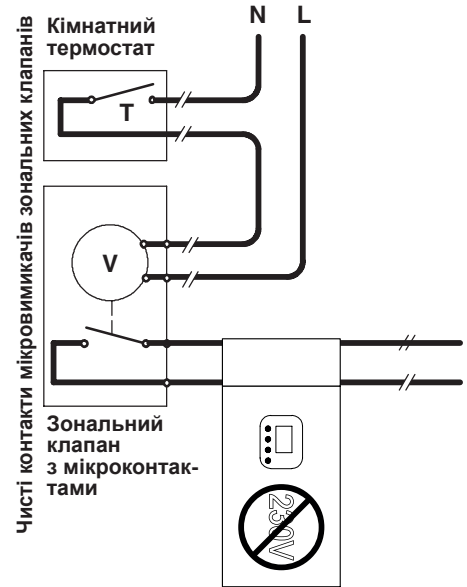 Чисті контакти мікровимикачів зональних клапанів
Кімнатний
термостат
N L
T
V
Зональний
клапан
з мікроконтак-
тами
230V